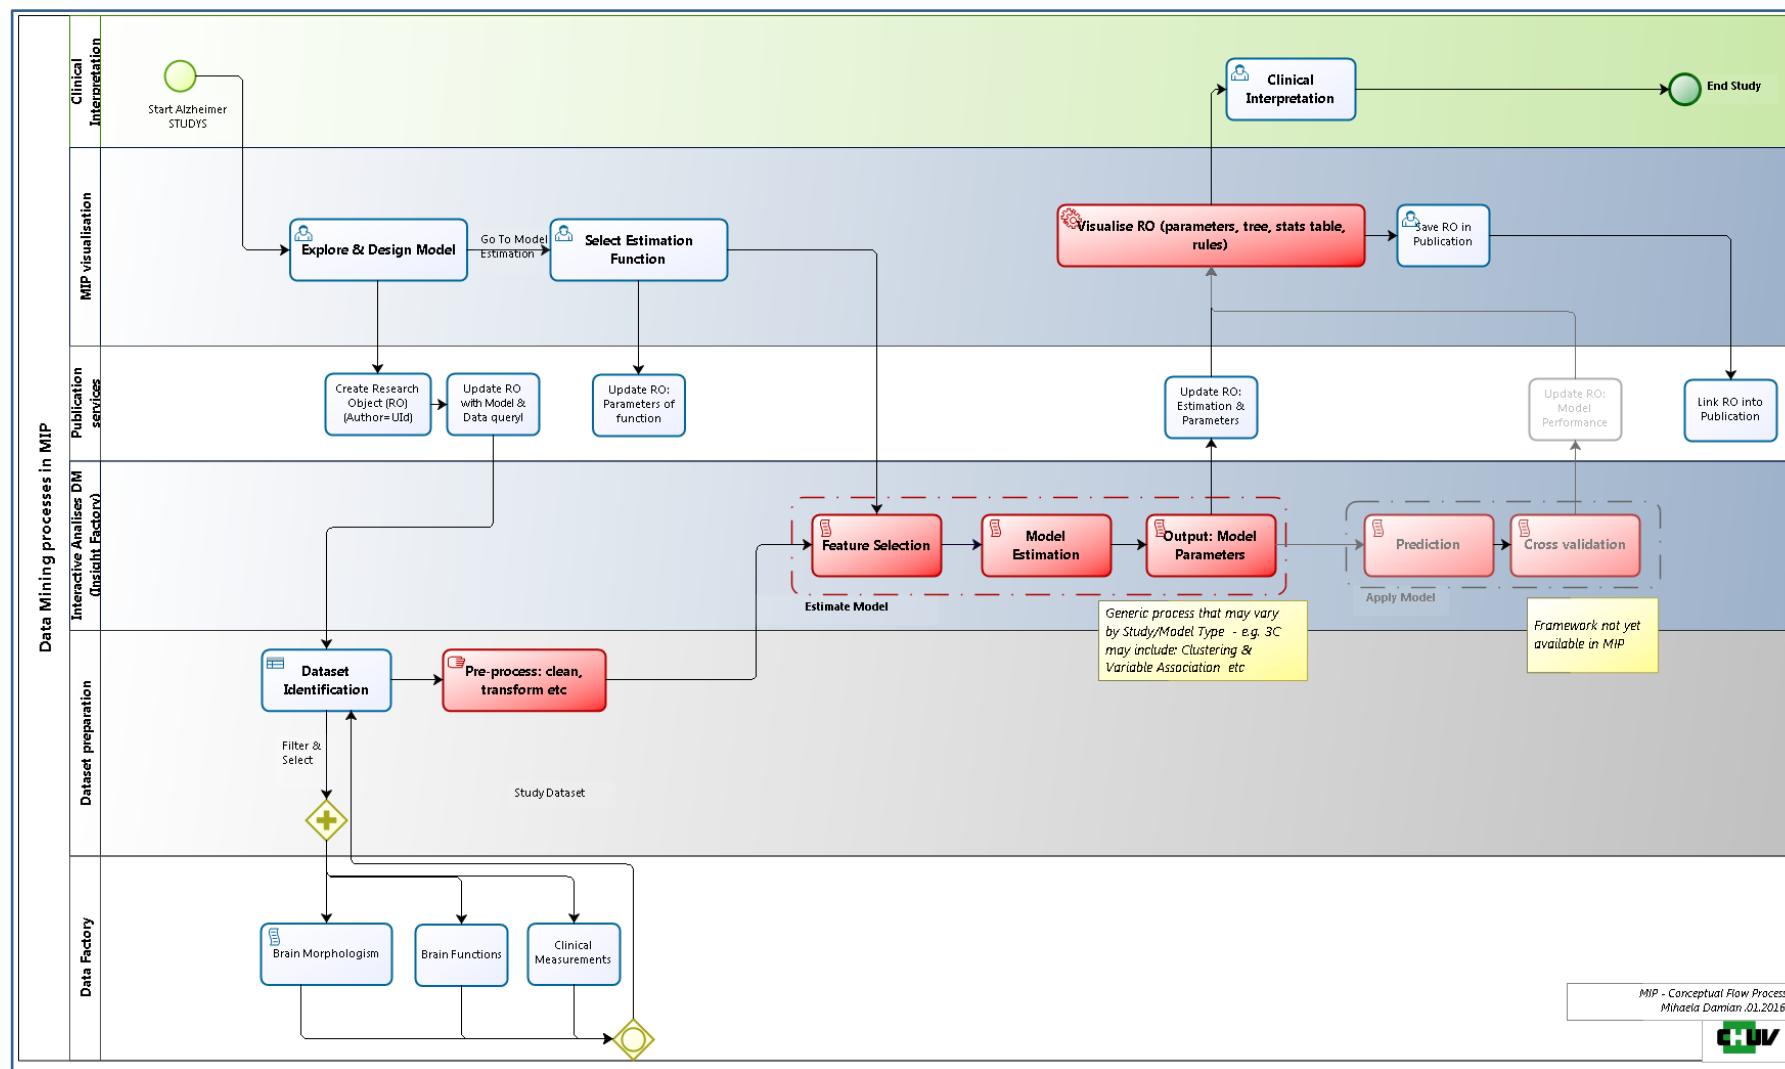 Data Mining processes in MIP
Clinical
Interpretation
Start Alzheimer
STUDYS
Clinical
Interpretation
End Study
MIP visualisation
Explore & Design Model
Go To Model
Estimation
Select Estimation
Function
Visualise RO (parameters, tree, stats table,
rules)
Save RO in
Publication
Publication
services
Create Research
Object (RO)
(Author=UId)
Update RO
with Model &
Data queryl
Update RO:
Parameters of
function
Update RO:
Estimation &
Parameters
Update RO:
Model
Performance
Link RO into
Publication
Interactive Analises DM
(Insight Factory)
Feature Selection
Model
Estimation
Output: Model
Parameters
Prediction
Cross validation
Estimate Model
Apply Model
Generic process that may vary
by Study/Model Type - e.g. 3C
may include: Clustering &
Variable Association etc
Framework not yet
available in MIP
Dataset preparation
Dataset
Identification
Pre-process: clean,
transform etc
Filter &
Select
Study Dataset
Data Factory
Brain Morphologism
Brain Functions
Clinical
Measurements
MIP - Conceptual Flow Process
Mihaela Damian .01.2016
CHUV